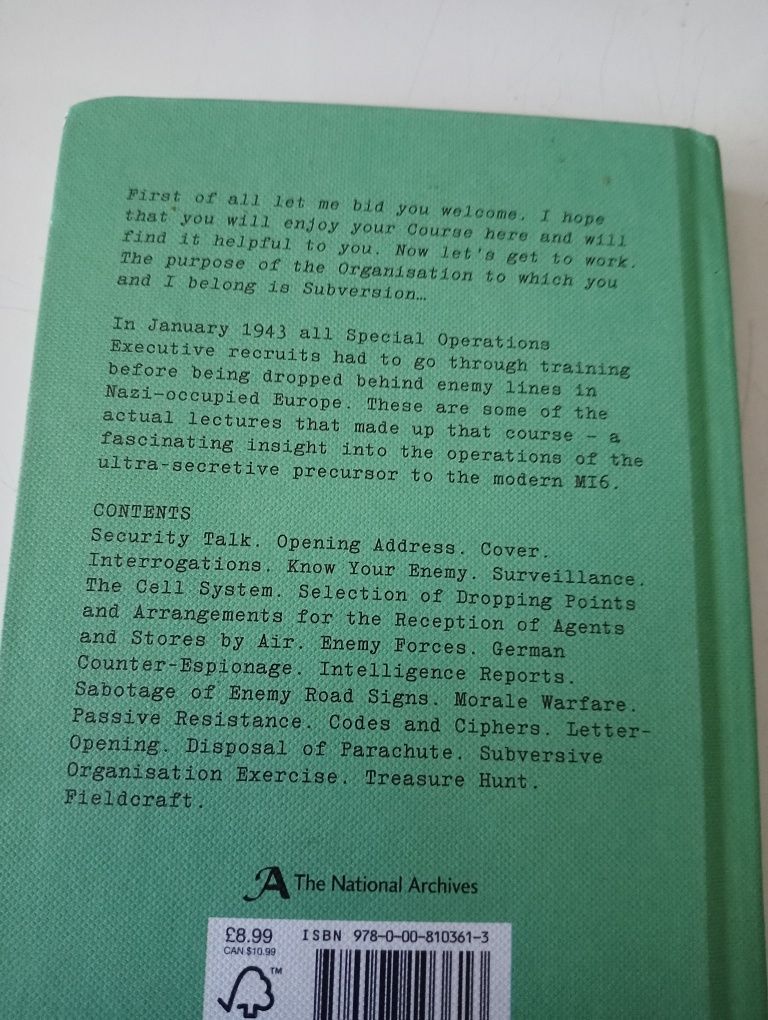 First of all let me bid you welcome. I hope
that you will enjoy your Course here and will
find it helpful to you. Now let's get to work.
The purpose of the Organisation to which you
and I belong is Subversion…
In January 1943 all Special Operations
Executive recruits had to go through training
before being dropped behind enemy lines in
Nazi-occupied Europe. These are some of the
actual lectures that made up that course – a
fascinating insight into the operations of the
ultra-secretive precursor to the modern MI6.
CONTENTS
Security Talk. Opening Address. Cover.
Interrogations. Know Your Enemy. Surveillance.
The Cell System. Selection of Dropping Points
and Arrangements for the Reception of Agents
and Stores by Air. Enemy Forces. German
Counter-Espionage. Intelligence Reports.
Sabotage of Enemy Road Signs. Morale Warfare.
Passive Resistance. Codes and Ciphers. Letter-
Opening. Disposal of Parachute. Subversive
Organisation Exercise. Treasure Hunt.
Fieldcraft.
The National Archives
£8.99 ISBN 978-0-00-810361-3
CAN $10.99
TM